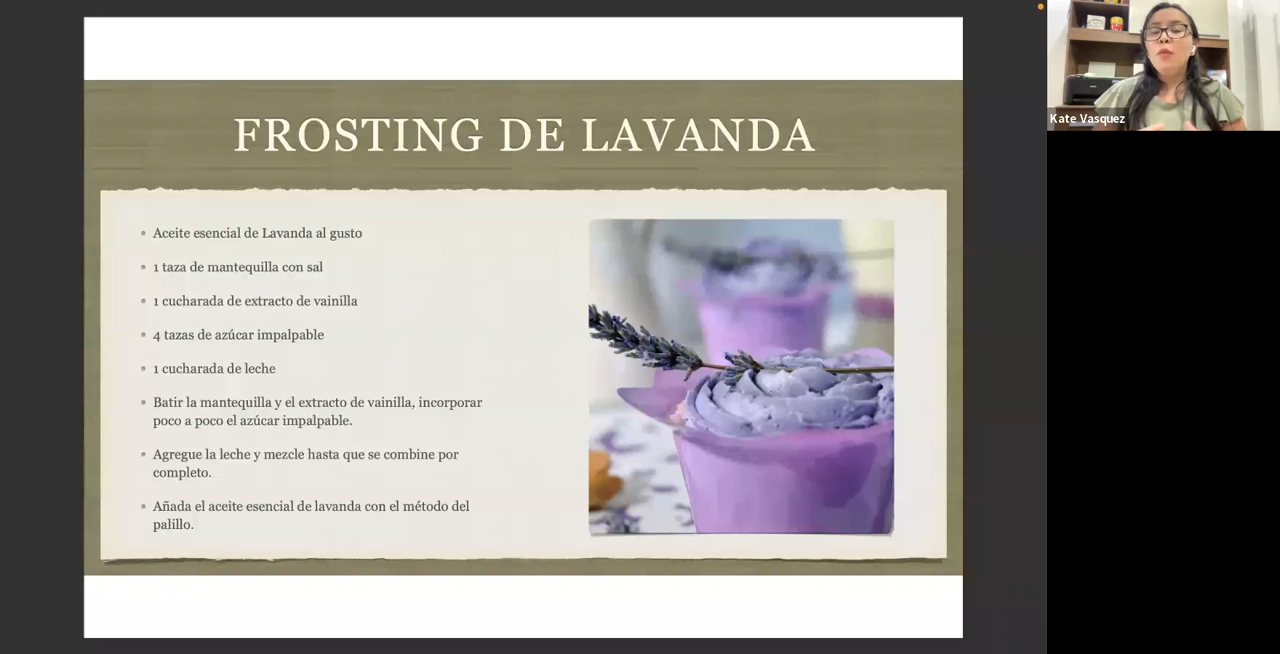 FROSTING DE LAVANDA
Kate Vasquez
• Aceite esencial de Lavanda al gusto
• 1 taza de mantequilla con sal
• 1 cucharada de extracto de vainilla
• 4 tazas de azúcar impalpable
• 1 cucharada de leche
• Batir la mantequilla y el extracto de vainilla, incorporar
poco a poco el azúcar impalpable.
• Agregue la leche y mezcle hasta que se combine por
completo.
• Añada el aceite esencial de lavanda con el método del
palillo.